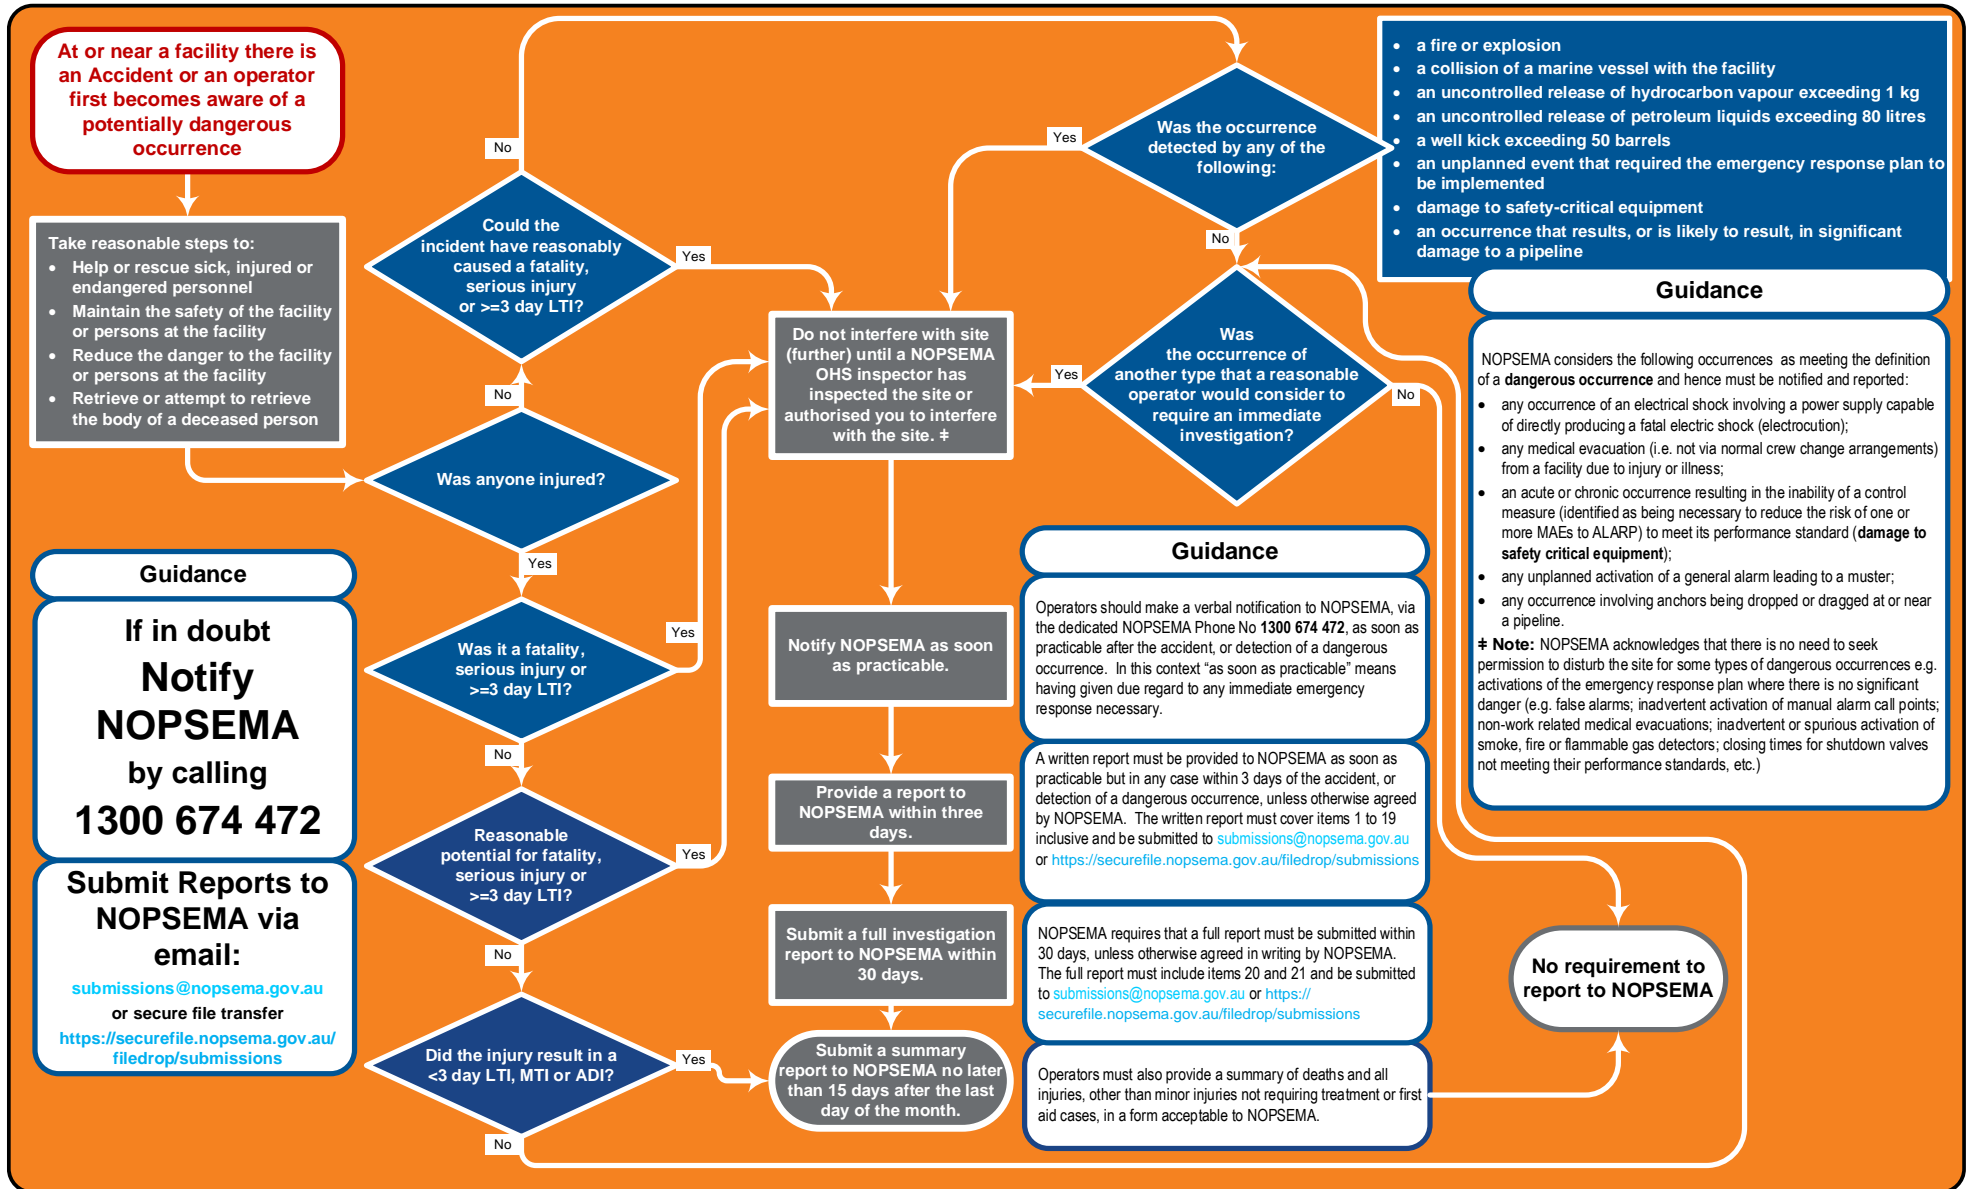 At or near a facility there is
an Accident or an operator
first becomes aware of a
potentially dangerous
occurrence
Take reasonable steps to:
• Help or rescue sick, injured or
endangered personnel
• Maintain the safety of the facility
or persons at the facility
• Reduce the danger to the facility
or persons at the facility
• Retrieve or attempt to retrieve
the body of a deceased person
Was anyone injured?
No
Yes
Could the
incident have reasonably
caused a fatality,
serious injury
or >=3 day LTI?
No
Yes
Was it a fatality,
serious injury or
>=3 day LTI?
Yes
No
Reasonable
potential for fatality,
serious injury or
>=3 day LTI?
Yes
No
Did the injury result in a
<3 day LTI, MTI or ADI?
Yes
No
Was the occurrence
detected by any of the
following:
Yes
No
• a fire or explosion
• a collision of a marine vessel with the facility
• an uncontrolled release of hydrocarbon vapour exceeding 1 kg
• an uncontrolled release of petroleum liquids exceeding 80 litres
• a well kick exceeding 50 barrels
• an unplanned event that required the emergency response plan to
be implemented
• damage to safety-critical equipment
• an occurrence that results, or is likely to result, in significant
damage to a pipeline
Was
the occurrence of
another type that a reasonable
operator would consider to
require an immediate
investigation?
Yes
No
Do not interfere with site
(further) until a NOPSEMA
OHS inspector has
inspected the site or
authorised you to interfere
with the site. ǂ
Notify NOPSEMA as soon
as practicable.
Provide a report to
NOPSEMA within three
days.
Submit a full investigation
report to NOPSEMA within
30 days.
Submit a summary
report to NOPSEMA no later
than 15 days after the last
day of the month.
No requirement to
report to NOPSEMA
Guidance
If in doubt
Notify
NOPSEMA
by calling
1300 674 472
Submit Reports to
NOPSEMA via
email:
submissions@nopsema.gov.au
or secure file transfer
https://securefile.nopsema.gov.au/
filedrop/submissions
Guidance
Operators should make a verbal notification to NOPSEMA, via
the dedicated NOPSEMA Phone No 1300 674 472, as soon as
practicable after the accident, or detection of a dangerous
occurrence. In this context “as soon as practicable” means
having given due regard to any immediate emergency
response necessary.
A written report must be provided to NOPSEMA as soon as
practicable but in any case within 3 days of the accident, or
detection of a dangerous occurrence, unless otherwise agreed
by NOPSEMA. The written report must cover items 1 to 19
inclusive and be submitted to submissions@nopsema.gov.au
or https://securefile.nopsema.gov.au/filedrop/submissions
NOPSEMA requires that a full report must be submitted within
30 days, unless otherwise agreed in writing by NOPSEMA.
The full report must include items 20 and 21 and be submitted
to submissions@nopsema.gov.au or https://
securefile.nopsema.gov.au/filedrop/submissions
Operators must also provide a summary of deaths and all
injuries, other than minor injuries not requiring treatment or first
aid cases, in a form acceptable to NOPSEMA.
Guidance
NOPSEMA considers the following occurrences as meeting the definition
of a dangerous occurrence and hence must be notified and reported:
• any occurrence of an electrical shock involving a power supply capable
of directly producing a fatal electric shock (electrocution);
• any medical evacuation (i.e. not via normal crew change arrangements)
from a facility due to injury or illness;
• an acute or chronic occurrence resulting in the inability of a control
measure (identified as being necessary to reduce the risk of one or
more MAEs to ALARP) to meet its performance standard (damage to
safety critical equipment);
• any unplanned activation of a general alarm leading to a muster;
• any occurrence involving anchors being dropped or dragged at or near
a pipeline.
ǂ Note: NOPSEMA acknowledges that there is no need to seek
permission to disturb the site for some types of dangerous occurrences e.g.
activations of the emergency response plan where there is no significant
danger (e.g. false alarms; inadvertent activation of manual alarm call points;
non-work related medical evacuations; inadvertent or spurious activation of
smoke, fire or flammable gas detectors; closing times for shutdown valves
not meeting their performance standards, etc.)